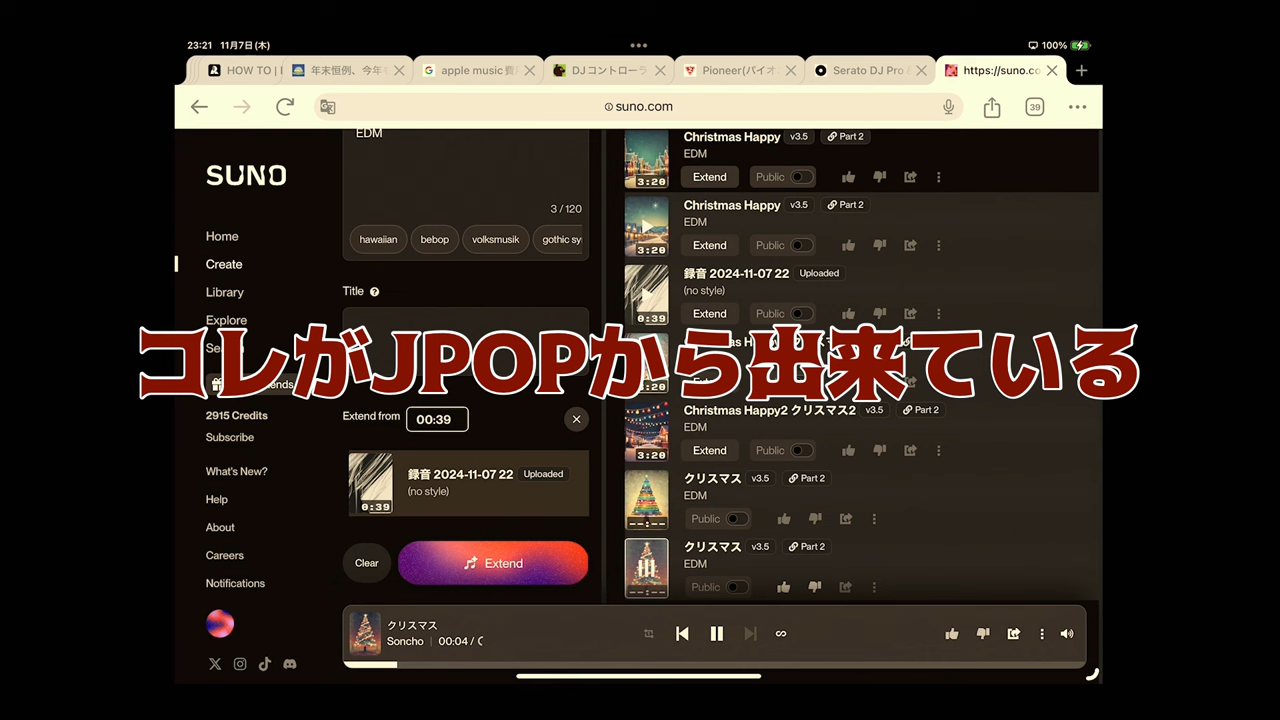 23:21 11月7日(木)
100%
HOW TO |
年末恒例、今年
apple music費
DJコントローラ
Pioneer(パイオ
Serato DJ Pro
https://suno.co
suno.com
39
SUNO
Home
Create
Library
Explore
2915 Credits
Subscribe
What's New?
Help
About
Careers
Notifications
EDM
3 / 120
hawaiian
bebop
volksmusik
gothic sy
Title
Extend from 00:39
録音 2024-11-07 22 Uploaded
(no style)
0:39
Clear
Extend
Christmas Happy v3.5 Part 2
EDM
3:20
Extend Public
Christmas Happy v3.5 Part 2
EDM
3:20
Extend Public
録音 2024-11-07 22 Uploaded
(no style)
0:39
Extend Public
コレがJPOPから出来ている
Christmas Happy2 クリスマス2 v3.5 Part 2
EDM
3:20
Extend Public
クリスマス v3.5 Part 2
EDM
--:--
Public
クリスマス v3.5 Part 2
EDM
--:--
Public
クリスマス
Soncho | 00:04 /